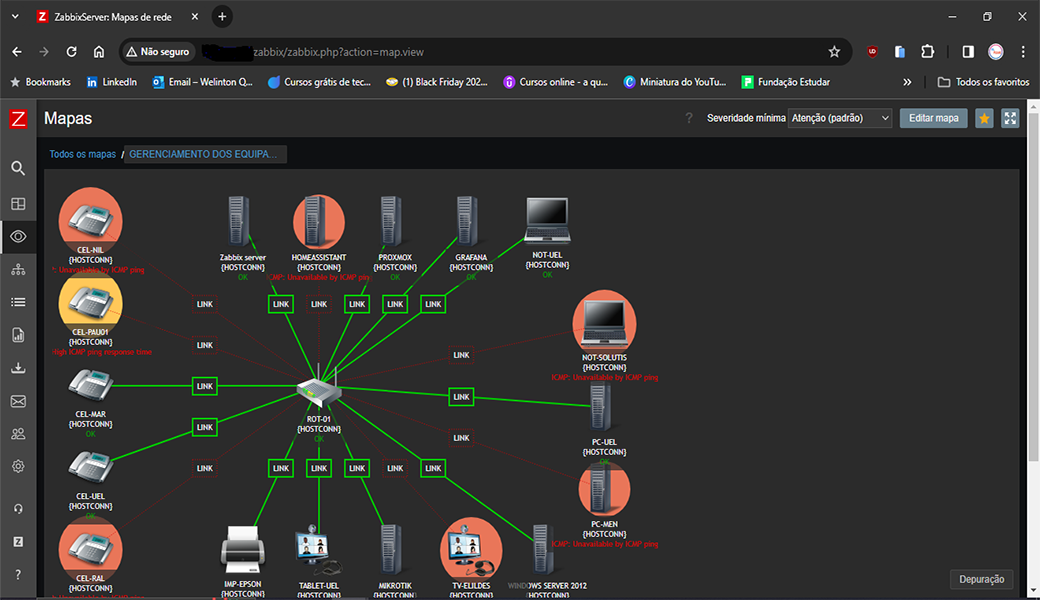 ZabbixServer: Mapas de rede
Não seguro
zabbix/zabbix.php?action=map.view
Bookmarks
LinkedIn
Email – Welinton Q...
Cursos grátis de tec...
(1) Black Friday 202...
Cursos online - a qu...
Miniatura do YouTu...
Fundação Estudar
Todos os favoritos
Z
Mapas
?
Severidade mínima
Atenção (padrão)
Editar mapa
Todos os mapas / GERENCIAMENTO DOS EQUIPA...
CEL-NIL
{HOSTCONN}
*: Unavailable by ICMP ping
Zabbix server
{HOSTCONN}
OK
HOMEASSISTANT
{HOSTCONN}
CMP: Unavailable by ICMP pin
PROXMOX
{HOSTCONN}
OK
GRAFANA
{HOSTCONN}
OK
NOT-UEL
{HOSTCONN}
OK
LINK
LINK
LINK
LINK
LINK
LINK
CEL-PAU01
{HOSTCONN}
High ICMP ping response time
LINK
LINK
NOT-SOLUTIS
{HOSTCONN}
ICMP: Unavailable by ICMP ping
CEL-MAR
{HOSTCONN}
OK
LINK
ROT-01
{HOSTCONN}
OK
LINK
PC-UEL
{HOSTCONN}
OK
LINK
LINK
CEL-UEL
{HOSTCONN}
OK
LINK
LINK
LINK
LINK
LINK
LINK
PC-MEN
{HOSTCONN}
ICMP: Unavailable by ICMP ping
CEL-RAL
{HOSTCONN}
IMP-EPSON
{HOSTCONN}
TABLET-UEL
{HOSTCONN}
MIKROTIK
{HOSTCONN}
TV-ELILDES
{HOSTCONN}
WINDOWS SERVER 2012
{HOSTCONN}
Depuração
Z
?